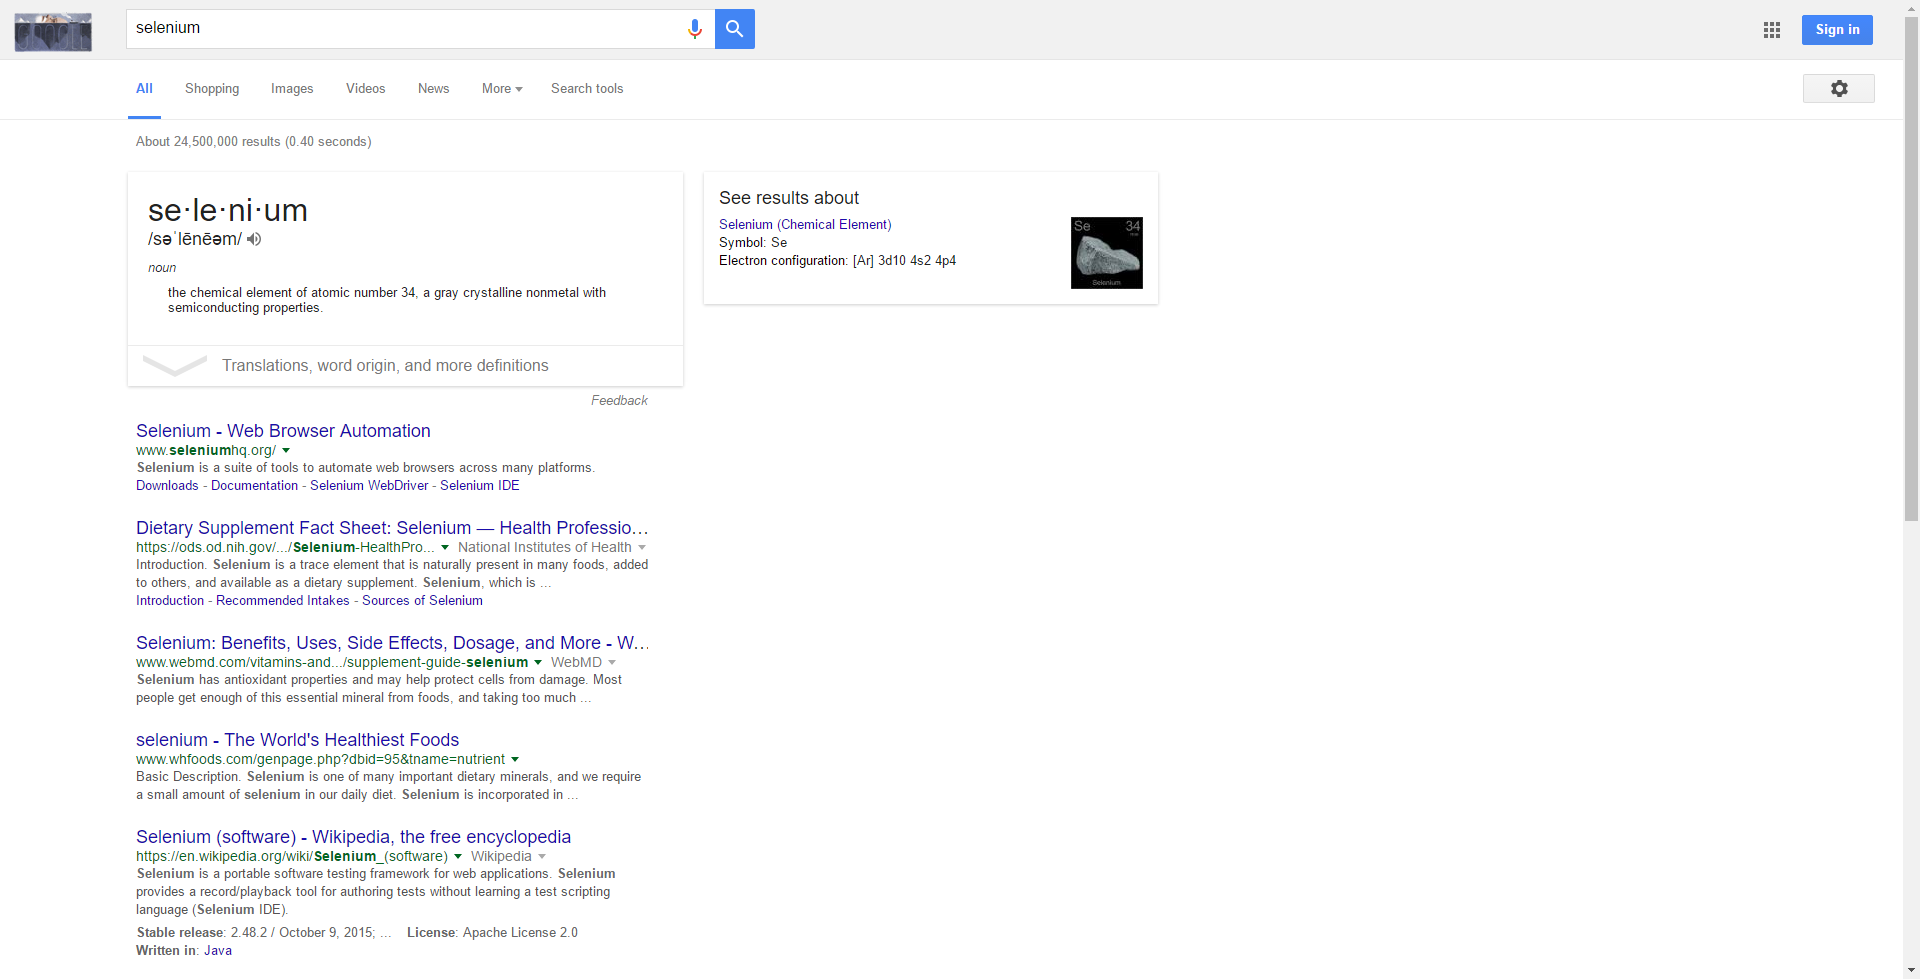 selenium
Sign in
All Shopping Images Videos News More Search tools
About 24,500,000 results (0.40 seconds)
se·le·ni·um
/səˈlēnēəm/
noun
the chemical element of atomic number 34, a gray crystalline nonmetal with
semiconducting properties.
Translations, word origin, and more definitions
Feedback
See results about
Selenium (Chemical Element)
Symbol: Se
Electron configuration: [Ar] 3d10 4s2 4p4
Se 34
Selenium
Selenium - Web Browser Automation
www.seleniumhq.org/
Selenium is a suite of tools to automate web browsers across many platforms.
Downloads - Documentation - Selenium WebDriver - Selenium IDE
Dietary Supplement Fact Sheet: Selenium — Health Professio...
https://ods.od.nih.gov/.../Selenium-HealthPro... National Institutes of Health
Introduction. Selenium is a trace element that is naturally present in many foods, added
to others, and available as a dietary supplement. Selenium, which is ...
Introduction - Recommended Intakes - Sources of Selenium
Selenium: Benefits, Uses, Side Effects, Dosage, and More - W...
www.webmd.com/vitamins-and.../supplement-guide-selenium WebMD
Selenium has antioxidant properties and may help protect cells from damage. Most
people get enough of this essential mineral from foods, and taking too much ...
selenium - The World's Healthiest Foods
www.whfoods.com/genpage.php?dbid=95&tname=nutrient
Basic Description. Selenium is one of many important dietary minerals, and we require
a small amount of selenium in our daily diet. Selenium is incorporated in ...
Selenium (software) - Wikipedia, the free encyclopedia
https://en.wikipedia.org/wiki/Selenium_(software) Wikipedia
Selenium is a portable software testing framework for web applications. Selenium
provides a record/playback tool for authoring tests without learning a test scripting
language (Selenium IDE).
Stable release: 2.48.2 / October 9, 2015; ... License: Apache License 2.0
Written in: Java